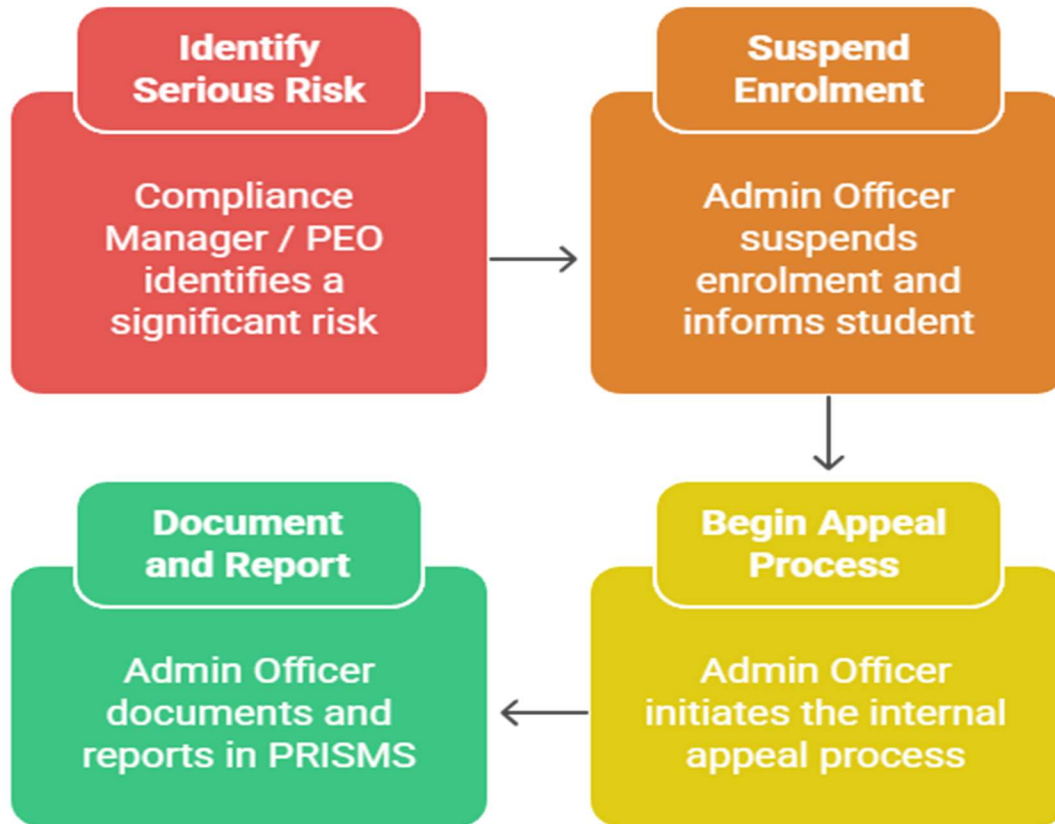 Identify
Serious Risk
Compliance
Manager / PEO
identifies a
significant risk
Suspend
Enrolment
Admin Officer
suspends
enrolment and
informs student
Begin Appeal
Process
Admin Officer
initiates the internal
appeal process
Document
and Report
Admin Officer
documents and
reports in PRISMS